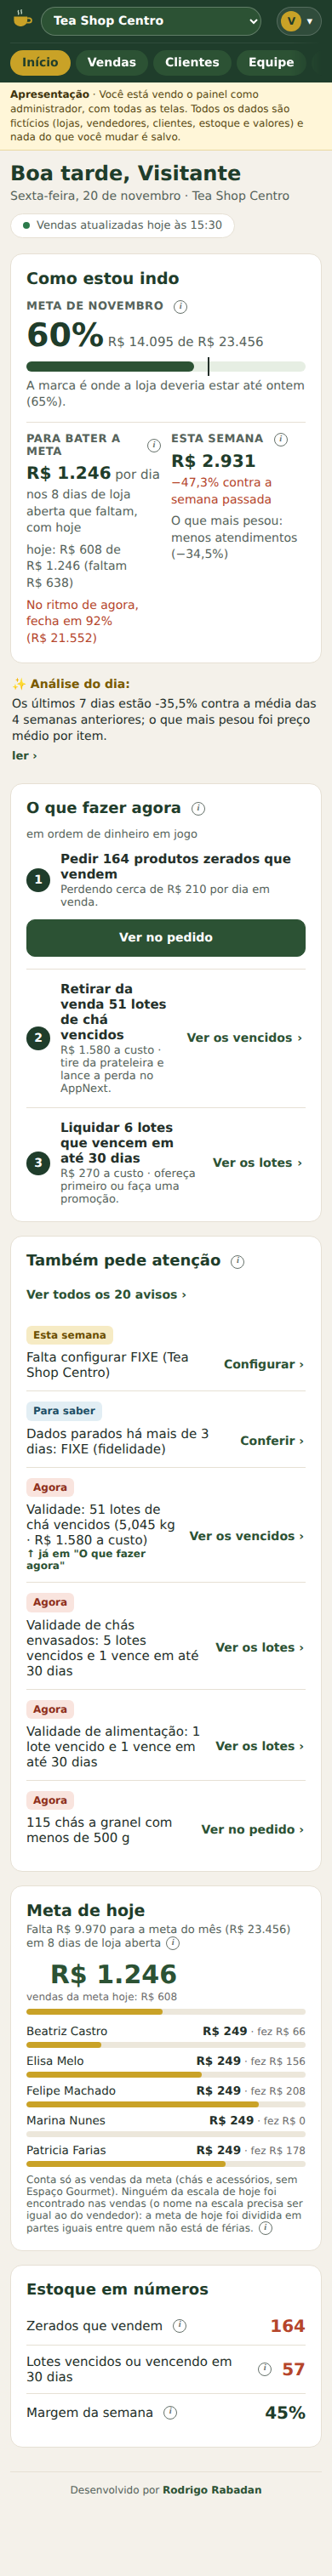 Tea Shop Centro
V ▾
Início Vendas Clientes Equipe
Apresentação · Você está vendo o painel como
administrador, com todas as telas. Todos os dados são
fictícios (lojas, vendedores, clientes, estoque e valores) e
nada do que você mudar é salvo.
Boa tarde, Visitante
Sexta-feira, 20 de novembro · Tea Shop Centro
Vendas atualizadas hoje às 15:30
Como estou indo
META DE NOVEMBRO i
60% R$ 14.095 de R$ 23.456
A marca é onde a loja deveria estar até ontem
(65%).
PARA BATER A
META i
R$ 1.246 por dia
nos 8 dias de loja
aberta que faltam,
com hoje
hoje: R$ 608 de
R$ 1.246 (faltam
R$ 638)
No ritmo de agora,
fecha em 92%
(R$ 21.552)
ESTA SEMANA i
R$ 2.931
−47,3% contra a
semana passada
O que mais pesou:
menos atendimentos
(−34,5%)
✨ Análise do dia:
Os últimos 7 dias estão -35,5% contra a média das
4 semanas anteriores; o que mais pesou foi preço
médio por item.
ler ›
O que fazer agora i
em ordem de dinheiro em jogo
1
Pedir 164 produtos zerados que
vendem
Perdendo cerca de R$ 210 por dia em
venda.
Ver no pedido
2
Retirar da
venda 51 lotes
de chá
vencidos
R$ 1.580 a custo ·
tire da prateleira e
lance a perda no
AppNext.
Ver os vencidos ›
3
Liquidar 6 lotes
que vencem em
até 30 dias
R$ 270 a custo · ofereça
primeiro ou faça uma
promoção.
Ver os lotes ›
Também pede atenção i
Ver todos os 20 avisos ›
Esta semana
Falta configurar FIXE (Tea
Shop Centro)
Configurar ›
Para saber
Dados parados há mais de 3
dias: FIXE (fidelidade)
Conferir ›
Agora
Validade: 51 lotes de
chá vencidos (5,045 kg
· R$ 1.580 a custo)
↑ já em "O que fazer
agora"
Ver os vencidos ›
Agora
Validade de chás
envasados: 5 lotes
vencidos e 1 vence em até
30 dias
Ver os lotes ›
Agora
Validade de alimentação: 1
lote vencido e 1 vence em
até 30 dias
Ver os lotes ›
Agora
115 chás a granel com
menos de 500 g
Ver no pedido ›
Meta de hoje
Falta R$ 9.970 para a meta do mês (R$ 23.456)
em 8 dias de loja aberta i
R$ 1.246
vendas da meta hoje: R$ 608
Beatriz Castro R$ 249 · fez R$ 66
Elisa Melo R$ 249 · fez R$ 156
Felipe Machado R$ 249 · fez R$ 208
Marina Nunes R$ 249 · fez R$ 0
Patricia Farias R$ 249 · fez R$ 178
Conta só as vendas da meta (chás e acessórios, sem
Espaço Gourmet). Ninguém da escala de hoje foi
encontrado nas vendas (o nome na escala precisa ser
igual ao do vendedor): a meta de hoje foi dividida em
partes iguais entre quem não está de férias. i
Estoque em números
Zerados que vendem i 164
Lotes vencidos ou vencendo em
30 dias i 57
Margem da semana i 45%
Desenvolvido por Rodrigo Rabadan